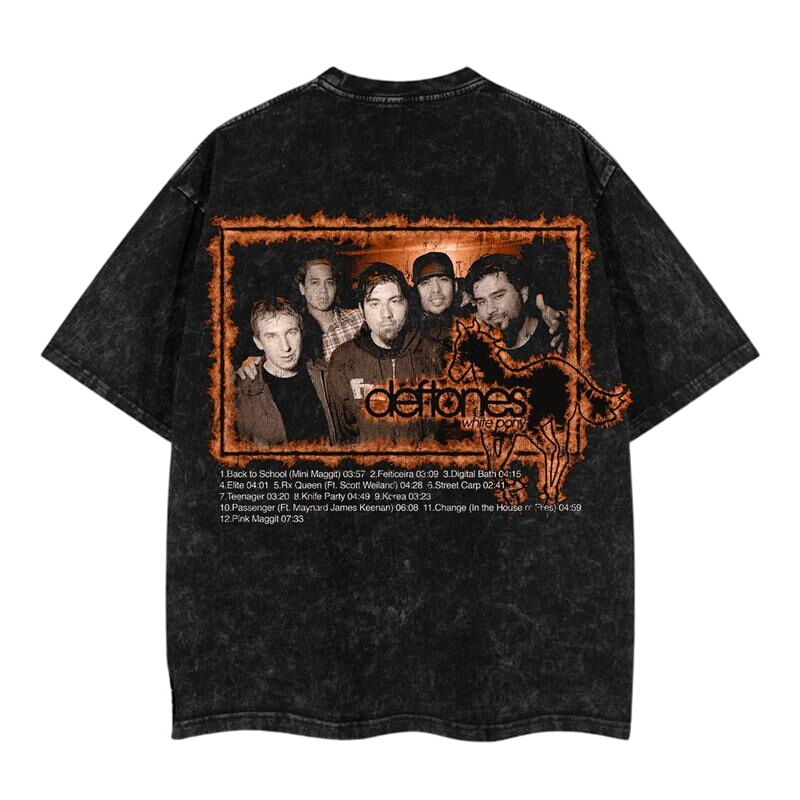 deftones
white pony
1.Back to School (Mini Maggit) 03:57 2.Feiticeira 03:09 3.Digital Bath 04:15
4.Elite 04:01 5.Rx Queen (Ft. Scott Weiland) 04:28 6.Street Carp 02:41
7.Teenager 03:20 8.Knife Party 04:49 9.Korea 03:23
10.Passenger (Ft. Maynard James Keenan) 06:08 11.Change (In the House of Flies) 04:59
12.Pink Maggit 07:33